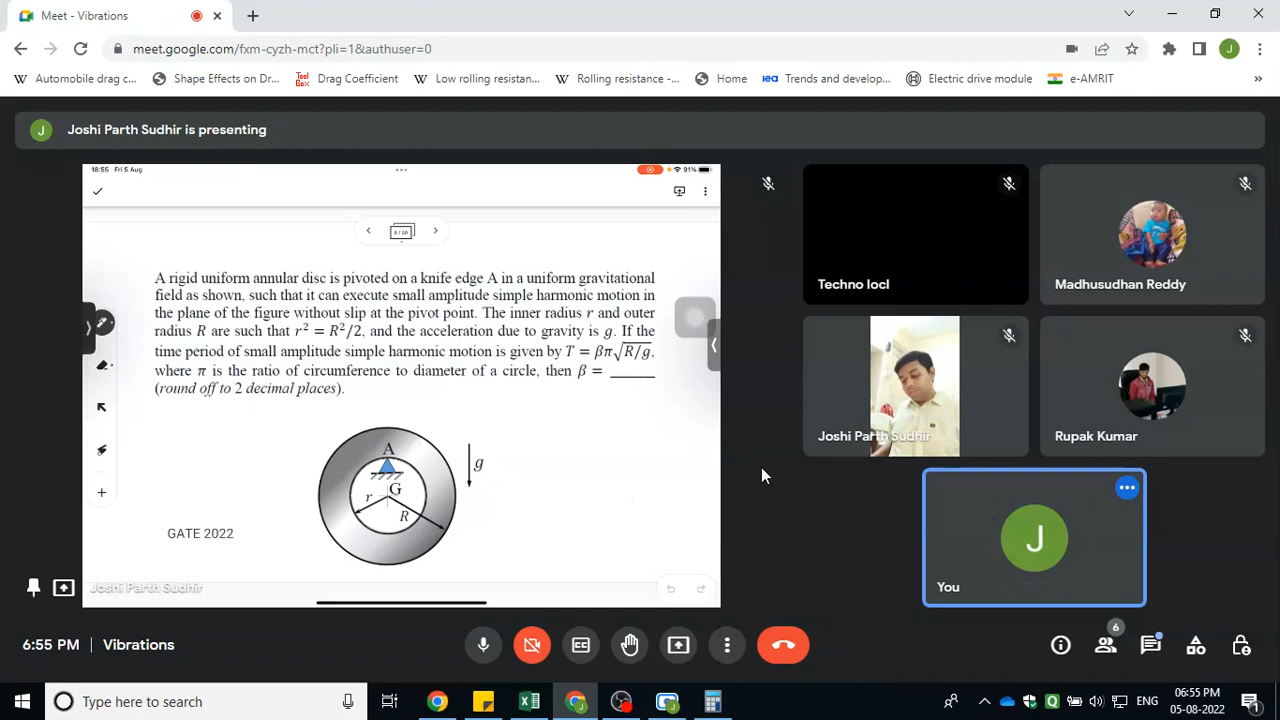 Meet - Vibrations
meet.google.com/fxm-cyzh-mct?pli=1&authuser=0
J
Automobile drag c...
Shape Effects on Dr...
Drag Coefficient
Low rolling resistan...
Rolling resistance -...
Home
iea Trends and develop...
Electric drive module
e-AMRIT
»
J Joshi Parth Sudhir is presenting
18:55 Fri 5 Aug
91%
8 / 20
A rigid uniform annular disc is pivoted on a knife edge A in a uniform gravitational
field as shown, such that it can execute small amplitude simple harmonic motion in
the plane of the figure without slip at the pivot point. The inner radius r and outer
radius R are such that r² = R²/2, and the acceleration due to gravity is g. If the
time period of small amplitude simple harmonic motion is given by T = βπ√R/g,
where π is the ratio of circumference to diameter of a circle, then β = ______
(round off to 2 decimal places).
A
g
G
r
R
GATE 2022
Joshi Parth Sudhir
Techno Iocl
Madhusudhan Reddy
Joshi Parth Sudhir
Rupak Kumar
J
You
6:55 PM | Vibrations
6
Type here to search
ENG
06:55 PM
05-08-2022
1